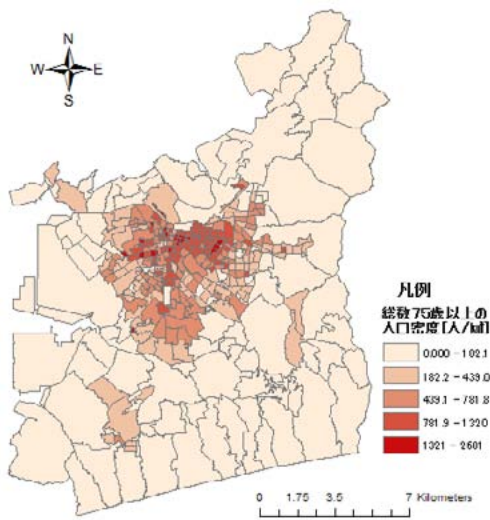 N
W E
S
凡例
総数75歳以上の
人口密度[人/k㎡]
0.000 - 102.1
182.2 - 439.0
439.1 - 781.8
781.9 - 1320
1321 - 2601
0 1.75 3.5 7 Kilometers